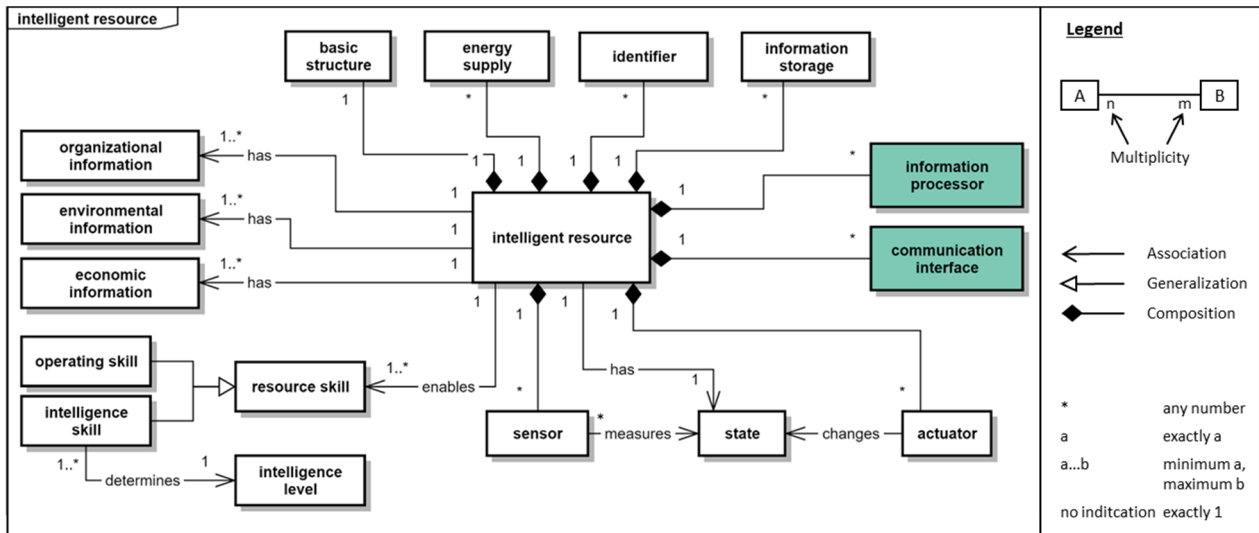 intelligent resource
basic
structure
energy
supply
identifier
information
storage
1
*
*
*
organizational
information
1..*
has
1
1
1
1
*
information
processor
environmental
information
1..*
has
1
1
1
intelligent resource
economic
information
1..*
has
1
1
*
communication
interface
1
1
1
1
operating skill
intelligence
skill
resource skill
1..*
enables
has
1
*
*
sensor
*
measures
state
changes
actuator
1..*
determines
1
intelligence
level
Legend
A
n
m
B
Multiplicity
Association
Generalization
Composition
*
any number
a
exactly a
a...b
minimum a,
maximum b
no inditcation
exactly 1